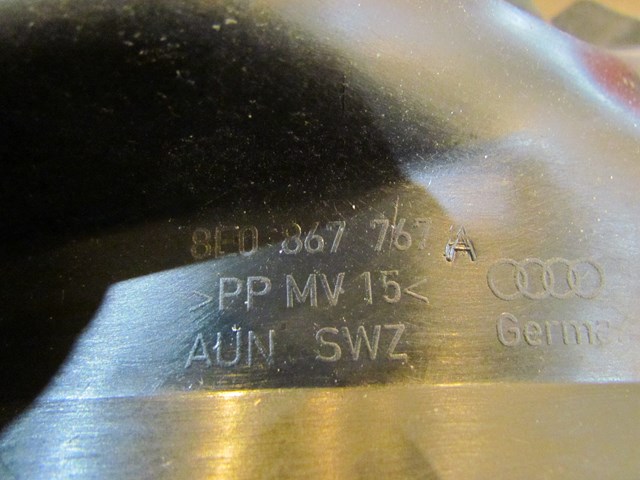 8E0 867 767 A
>PP MV 15<
AUN SWZ
Germa